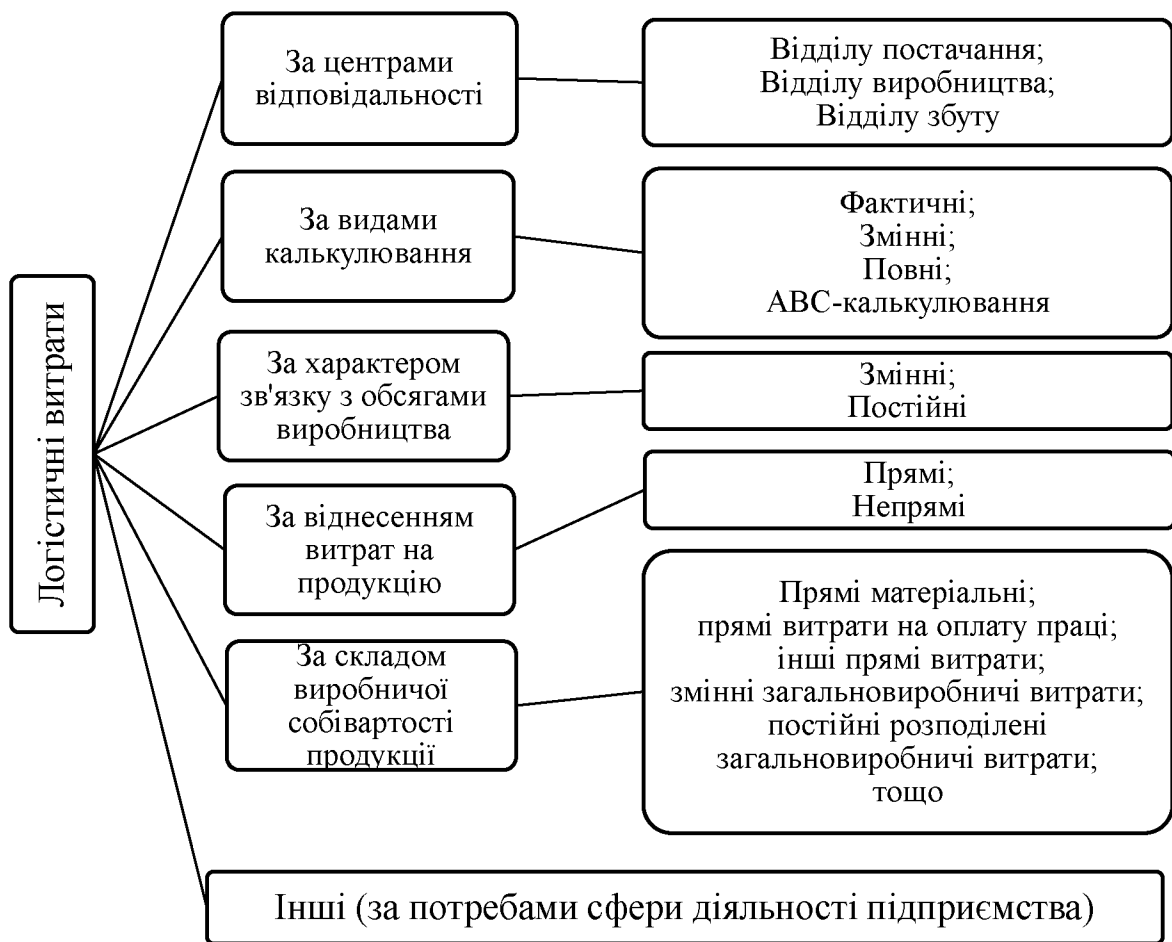 Логістичні витрати
За центрами
відповідальності
Відділу постачання;
Відділу виробництва;
Відділу збуту
За видами
калькулювання
Фактичні;
Змінні;
Повні;
АВС-калькулювання
За характером
зв'язку з обсягами
виробництва
Змінні;
Постійні
За віднесенням
витрат на
продукцію
Прямі;
Непрямі
За складом
виробничої
собівартості
продукції
Прямі матеріальні;
прямі витрати на оплату праці;
інші прямі витрати;
змінні загальновиробничі витрати;
постійні розподілені
загальновиробничі витрати;
тощо
Інші (за потребами сфери діяльності підприємства)